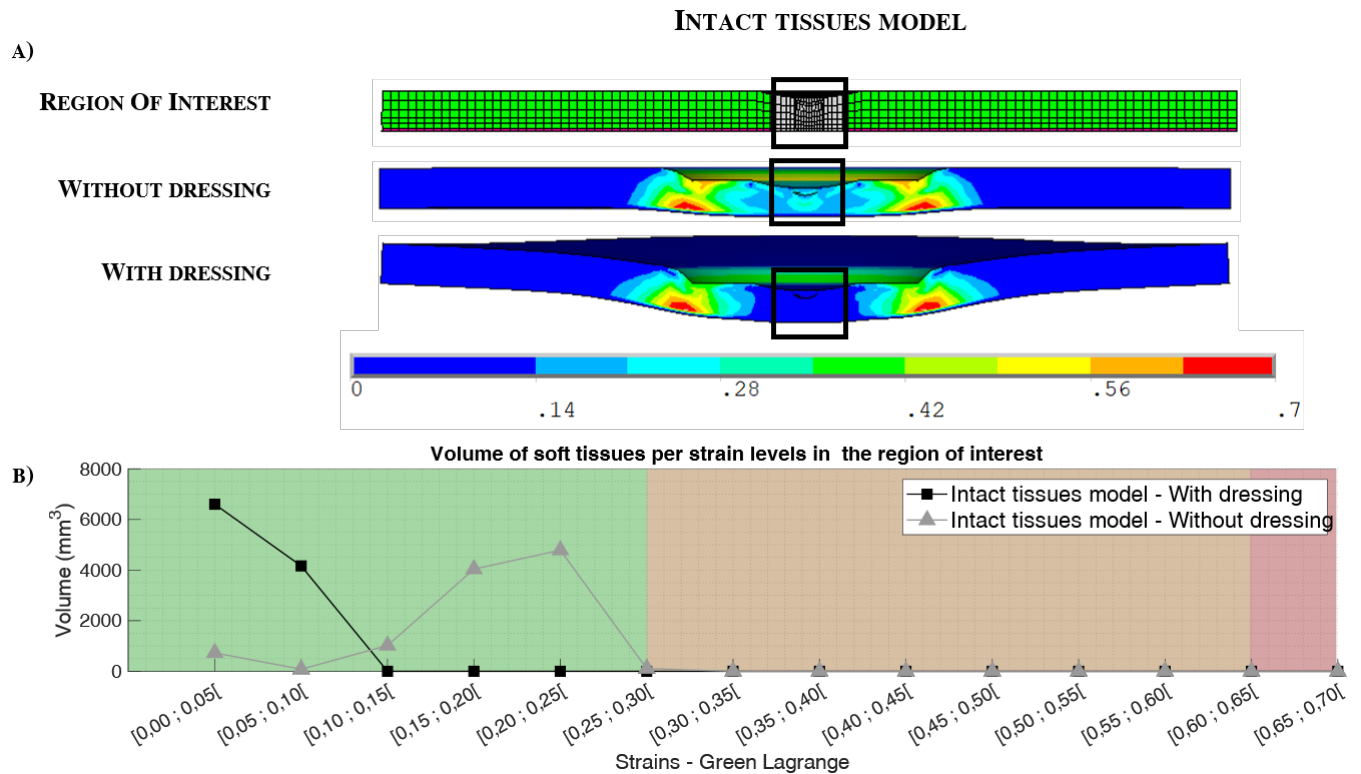 INTACT TISSUES MODEL
A)
REGION OF INTEREST
WITHOUT DRESSING
WITH DRESSING
0 .14 .28 .42 .56 .7
Volume of soft tissues per strain levels in the region of interest
B)
Volume (mm³)
8000
6000
4000
2000
0
Intact tissues model - With dressing
Intact tissues model - Without dressing
[0,00 ; 0,05[
[0,05 ; 0,10[
[0,10 ; 0,15[
[0,15 ; 0,20[
[0,20 ; 0,25[
[0,25 ; 0,30[
[0,30 ; 0,35[
[0,35 ; 0,40[
[0,40 ; 0,45[
[0,45 ; 0,50[
[0,50 ; 0,55[
[0,55 ; 0,60[
[0,60 ; 0,65[
[0,65 ; 0,70[
Strains - Green Lagrange